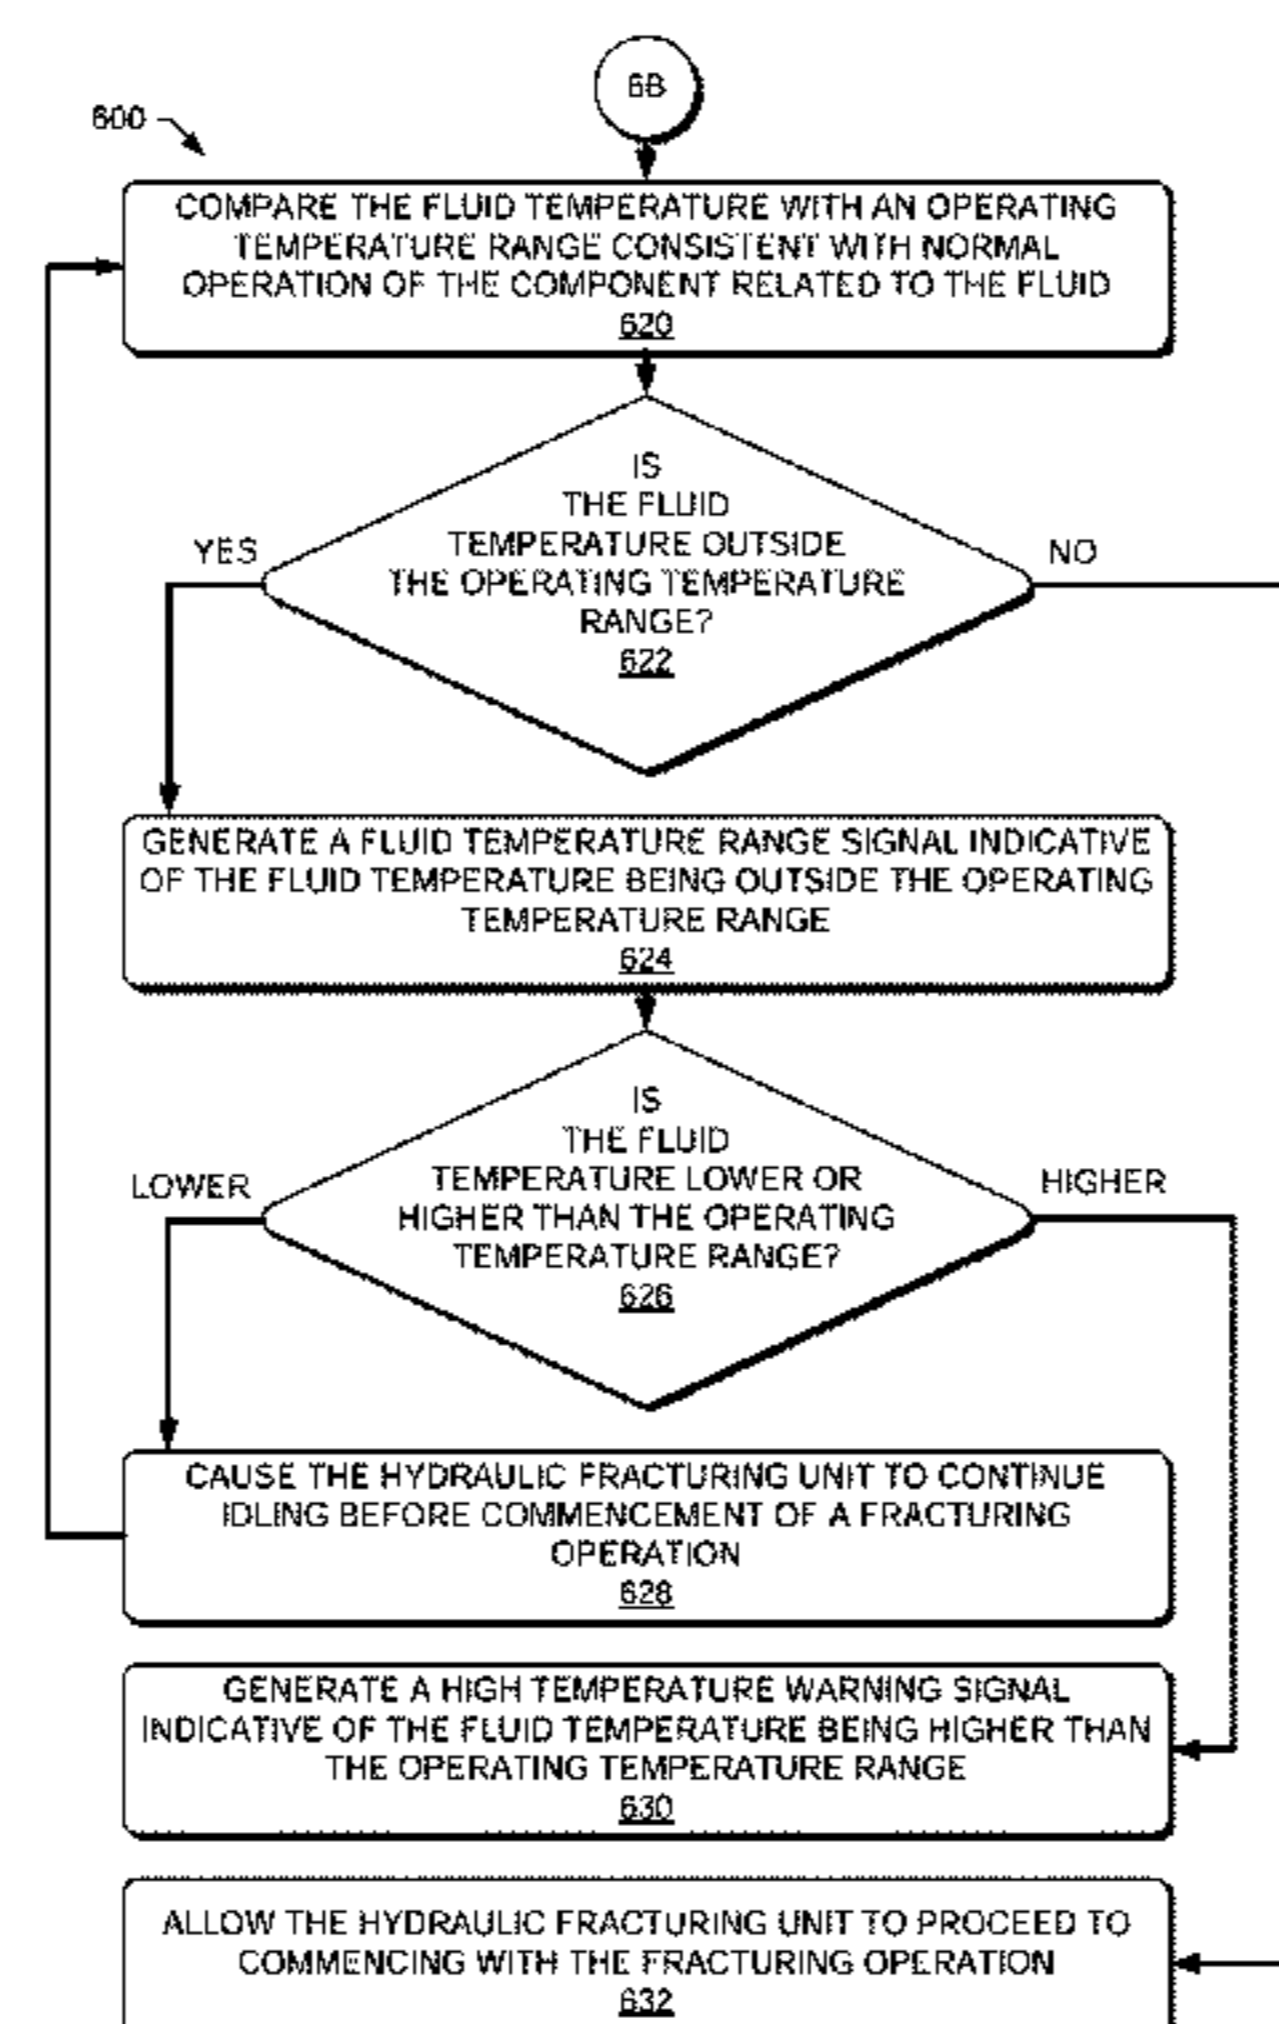 6B
600
COMPARE THE FLUID TEMPERATURE WITH AN OPERATING
TEMPERATURE RANGE CONSISTENT WITH NORMAL
OPERATION OF THE COMPONENT RELATED TO THE FLUID
620
IS
THE FLUID
TEMPERATURE OUTSIDE
THE OPERATING TEMPERATURE
RANGE?
622
YES
NO
GENERATE A FLUID TEMPERATURE RANGE SIGNAL INDICATIVE
OF THE FLUID TEMPERATURE BEING OUTSIDE THE OPERATING
TEMPERATURE RANGE
624
IS
THE FLUID
TEMPERATURE LOWER OR
HIGHER THAN THE OPERATING
TEMPERATURE RANGE?
626
LOWER
HIGHER
CAUSE THE HYDRAULIC FRACTURING UNIT TO CONTINUE
IDLING BEFORE COMMENCEMENT OF A FRACTURING
OPERATION
628
GENERATE A HIGH TEMPERATURE WARNING SIGNAL
INDICATIVE OF THE FLUID TEMPERATURE BEING HIGHER THAN
THE OPERATING TEMPERATURE RANGE
630
ALLOW THE HYDRAULIC FRACTURING UNIT TO PROCEED TO
COMMENCING WITH THE FRACTURING OPERATION
632